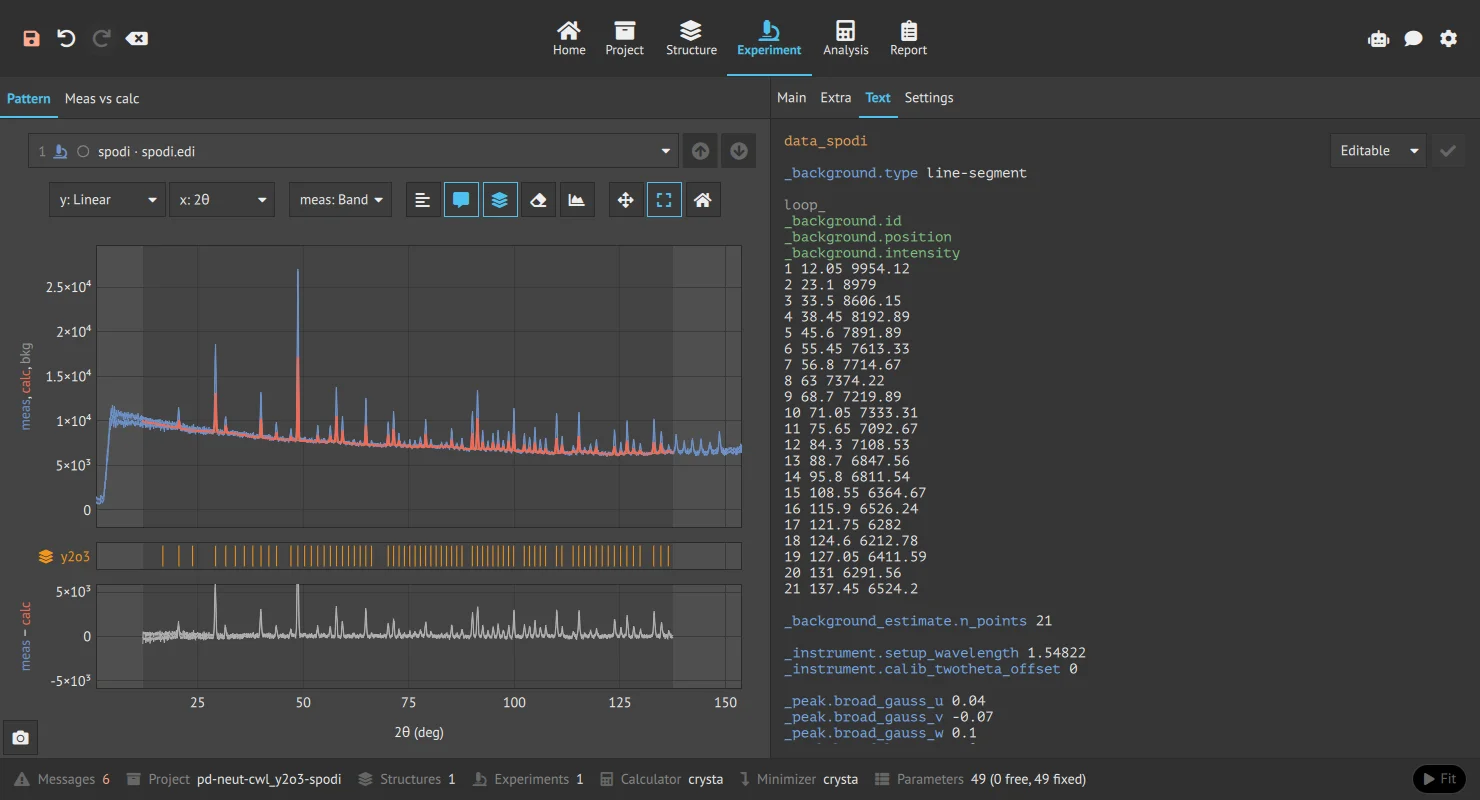 Home
Project
Structure
Experiment
Analysis
Report
Pattern
Meas vs calc
1 spodi · spodi.edi
y: Linear
x: 2θ
meas: Band
meas, calc, bkg
2.5×10⁴
2×10⁴
1.5×10⁴
1×10⁴
5×10³
0
y2o3
meas − calc
5×10³
0
-5×10³
25
50
75
100
125
150
2θ (deg)
Main
Extra
Text
Settings
Editable
data_spodi
_background.type line-segment
loop_
_background.id
_background.position
_background.intensity
1 12.05 9954.12
2 23.1 8979
3 33.5 8606.15
4 38.45 8192.89
5 45.6 7891.89
6 55.45 7613.33
7 56.8 7714.67
8 63 7374.22
9 68.7 7219.89
10 71.05 7333.31
11 75.65 7092.67
12 84.3 7108.53
13 88.7 6847.56
14 95.8 6811.54
15 108.55 6364.67
16 115.9 6526.24
17 121.75 6282
18 124.6 6212.78
19 127.05 6411.59
20 131 6291.56
21 137.45 6524.2
_background_estimate.n_points 21
_instrument.setup_wavelength 1.54822
_instrument.calib_twotheta_offset 0
_peak.broad_gauss_u 0.04
_peak.broad_gauss_v -0.07
_peak.broad_gauss_w 0.1
Messages 6
Project pd-neut-cwl_y2o3-spodi
Structures 1
Experiments 1
Calculator crysta
Minimizer crysta
Parameters 49 (0 free, 49 fixed)
Fit